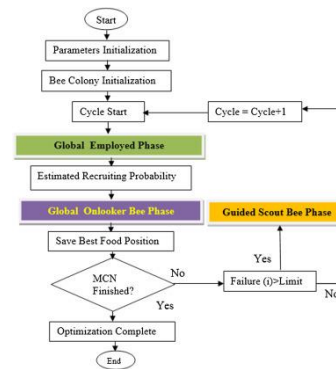 Start
Parameters Initialization
Bee Colony Initialization
Cycle Start
Cycle = Cycle+1
Global Employed Phase
Estimated Recruiting Probability
Global Onlooker Bee Phase
Guided Scout Bee Phase
Save Best Food Position
Yes
MCN
Finished?
No
Failure (i)>Limit
No
Yes
Optimization Complete
End